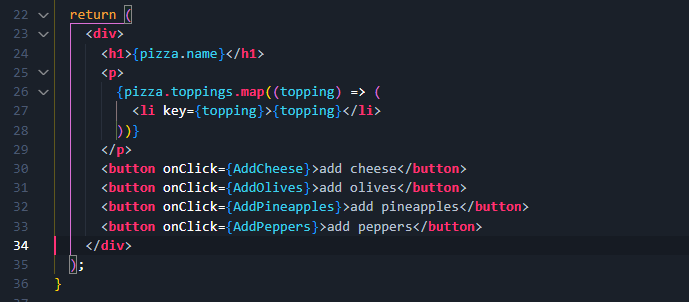 22 return (
23 <div>
24 <h1>{pizza.name}</h1>
25 <p>
26 {pizza.toppings.map((topping) => (
27 <li key={topping}>{topping}</li>
28 ))}
29 </p>
30 <button onClick={AddCheese}>add cheese</button>
31 <button onClick={AddOlives}>add olives</button>
32 <button onClick={AddPineapples}>add pineapples</button>
33 <button onClick={AddPeppers}>add peppers</button>
34 </div>
35 );
36 }